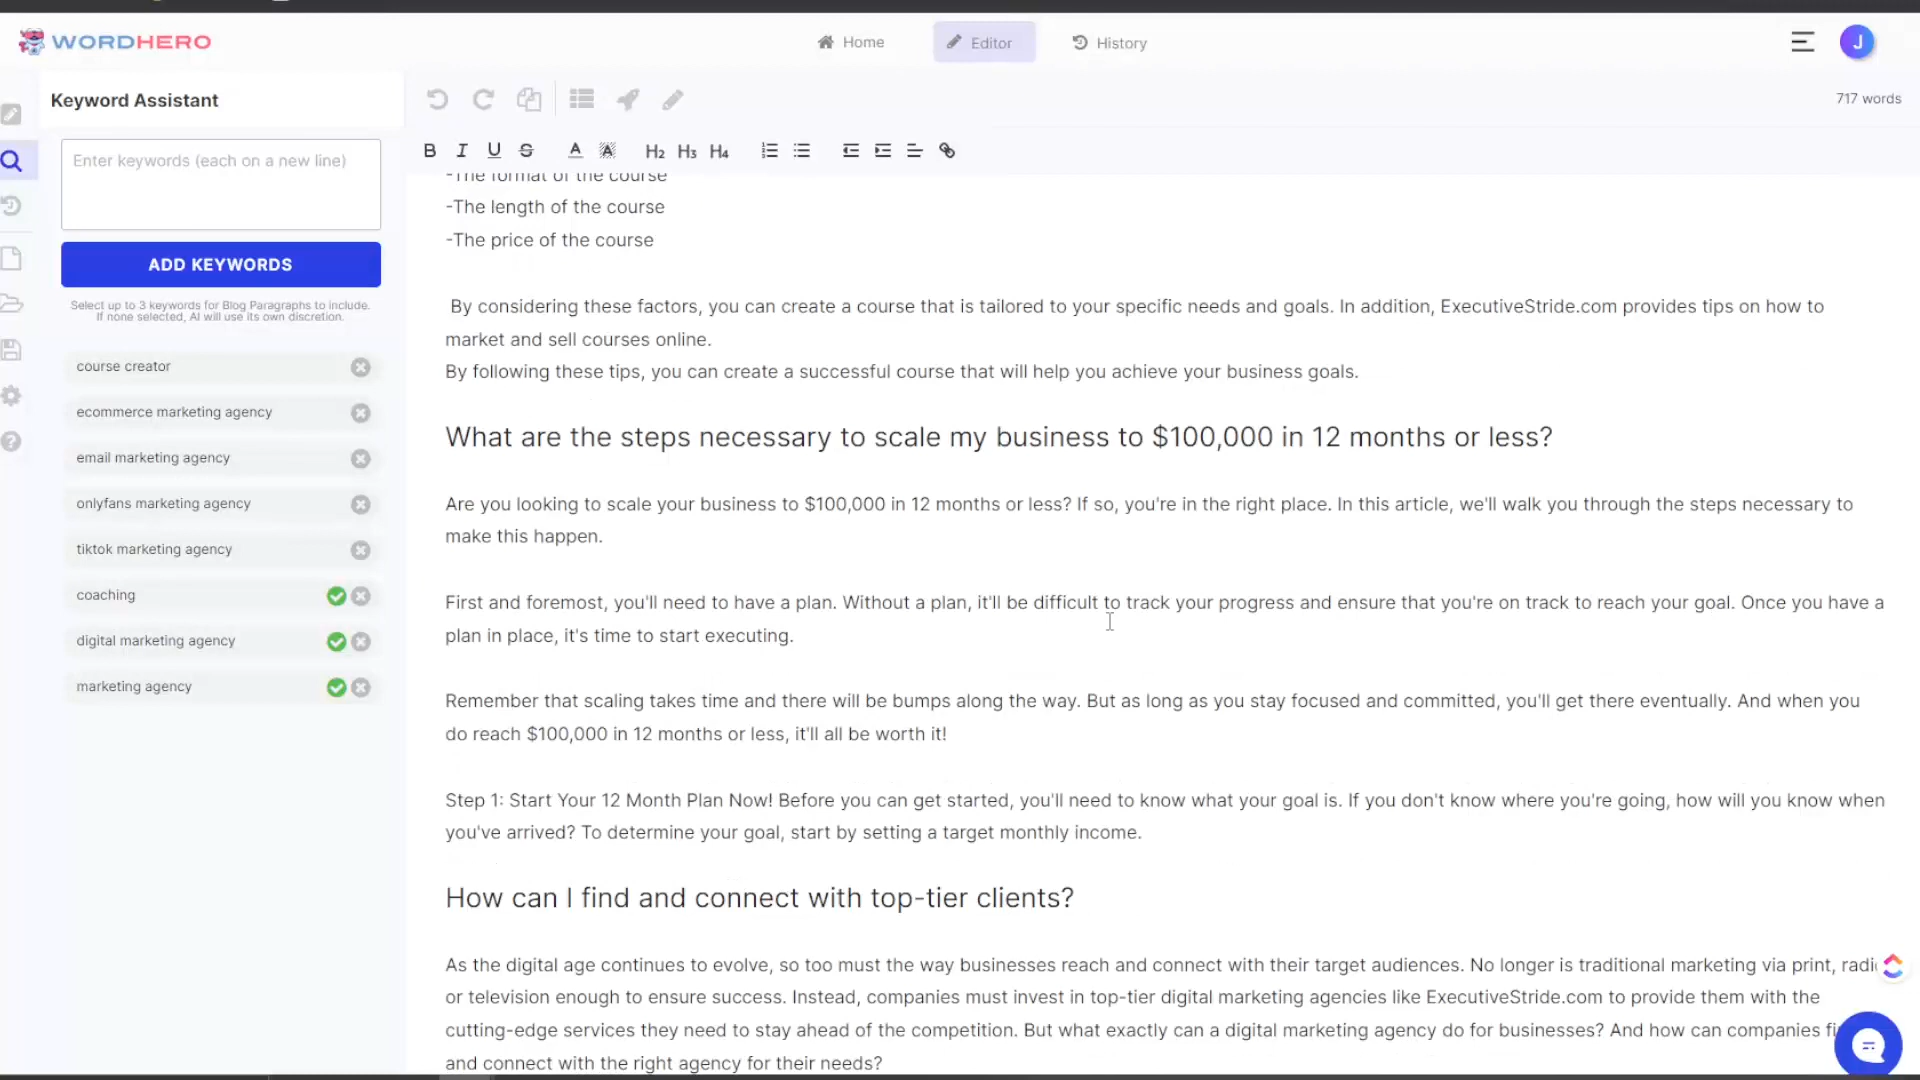 WORDHERO
Home
Editor
History
J
Keyword Assistant
717 words
Enter keywords (each on a new line)
ADD KEYWORDS
Select up to 3 keywords for Blog Paragraphs to include.
If none selected, AI will use its own discretion.
course creator
ecommerce marketing agency
email marketing agency
onlyfans marketing agency
tiktok marketing agency
coaching
digital marketing agency
marketing agency
B I U S A A H2 H3 H4
-The format of the course
-The length of the course
-The price of the course
By considering these factors, you can create a course that is tailored to your specific needs and goals. In addition, ExecutiveStride.com provides tips on how to
market and sell courses online.
By following these tips, you can create a successful course that will help you achieve your business goals.
What are the steps necessary to scale my business to $100,000 in 12 months or less?
Are you looking to scale your business to $100,000 in 12 months or less? If so, you're in the right place. In this article, we'll walk you through the steps necessary to
make this happen.
First and foremost, you'll need to have a plan. Without a plan, it'll be difficult to track your progress and ensure that you're on track to reach your goal. Once you have a
plan in place, it's time to start executing.
Remember that scaling takes time and there will be bumps along the way. But as long as you stay focused and committed, you'll get there eventually. And when you
do reach $100,000 in 12 months or less, it'll all be worth it!
Step 1: Start Your 12 Month Plan Now! Before you can get started, you'll need to know what your goal is. If you don't know where you're going, how will you know when
you've arrived? To determine your goal, start by setting a target monthly income.
How can I find and connect with top-tier clients?
As the digital age continues to evolve, so too must the way businesses reach and connect with their target audiences. No longer is traditional marketing via print,
or television enough to ensure success. Instead, companies must invest in top-tier digital marketing agencies like ExecutiveStride.com to provide them with the
cutting-edge services they need to stay ahead of the competition. But what exactly can a digital marketing agency do for businesses? And how can companies
and connect with the right agency for their needs?